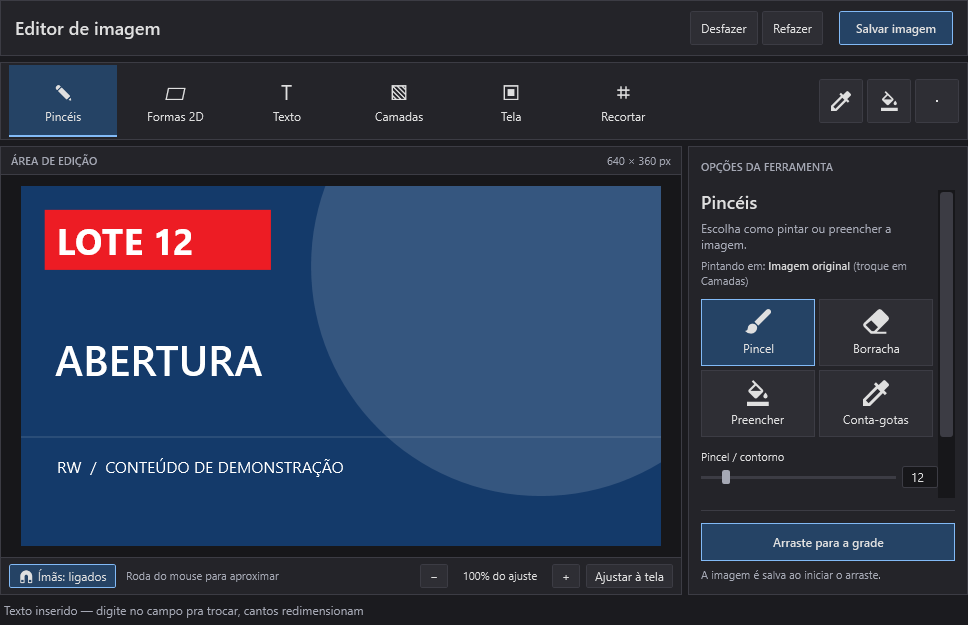 Editor de imagem
Desfazer
Refazer
Salvar imagem
Pincéis
Formas 2D
Texto
Camadas
Tela
Recortar
ÁREA DE EDIÇÃO
640 × 360 px
LOTE 12
ABERTURA
RW / CONTEÚDO DE DEMONSTRAÇÃO
Ímãs: ligados
Roda do mouse para aproximar
−
100% do ajuste
+
Ajustar à tela
OPÇÕES DA FERRAMENTA
Pincéis
Escolha como pintar ou preencher a
imagem.
Pintando em: Imagem original (troque em
Camadas)
Pincel
Borracha
Preencher
Conta-gotas
Pincel / contorno
12
Arraste para a grade
A imagem é salva ao iniciar o arraste.
Texto inserido — digite no campo pra trocar, cantos redimensionam